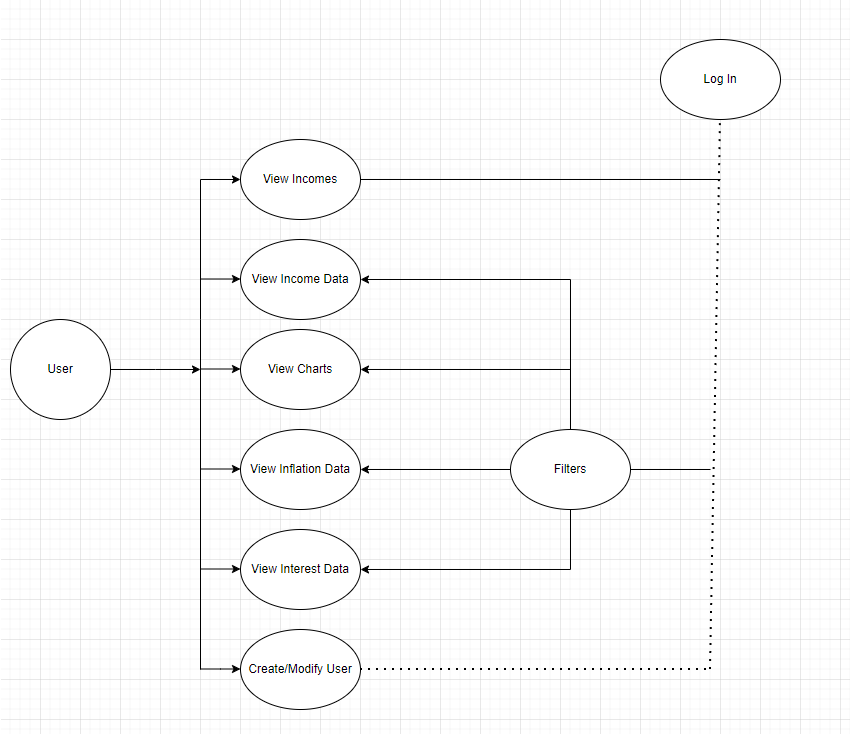 Log In
View Incomes
View Income Data
User
View Charts
View Inflation Data
Filters
View Interest Data
Create/Modify User